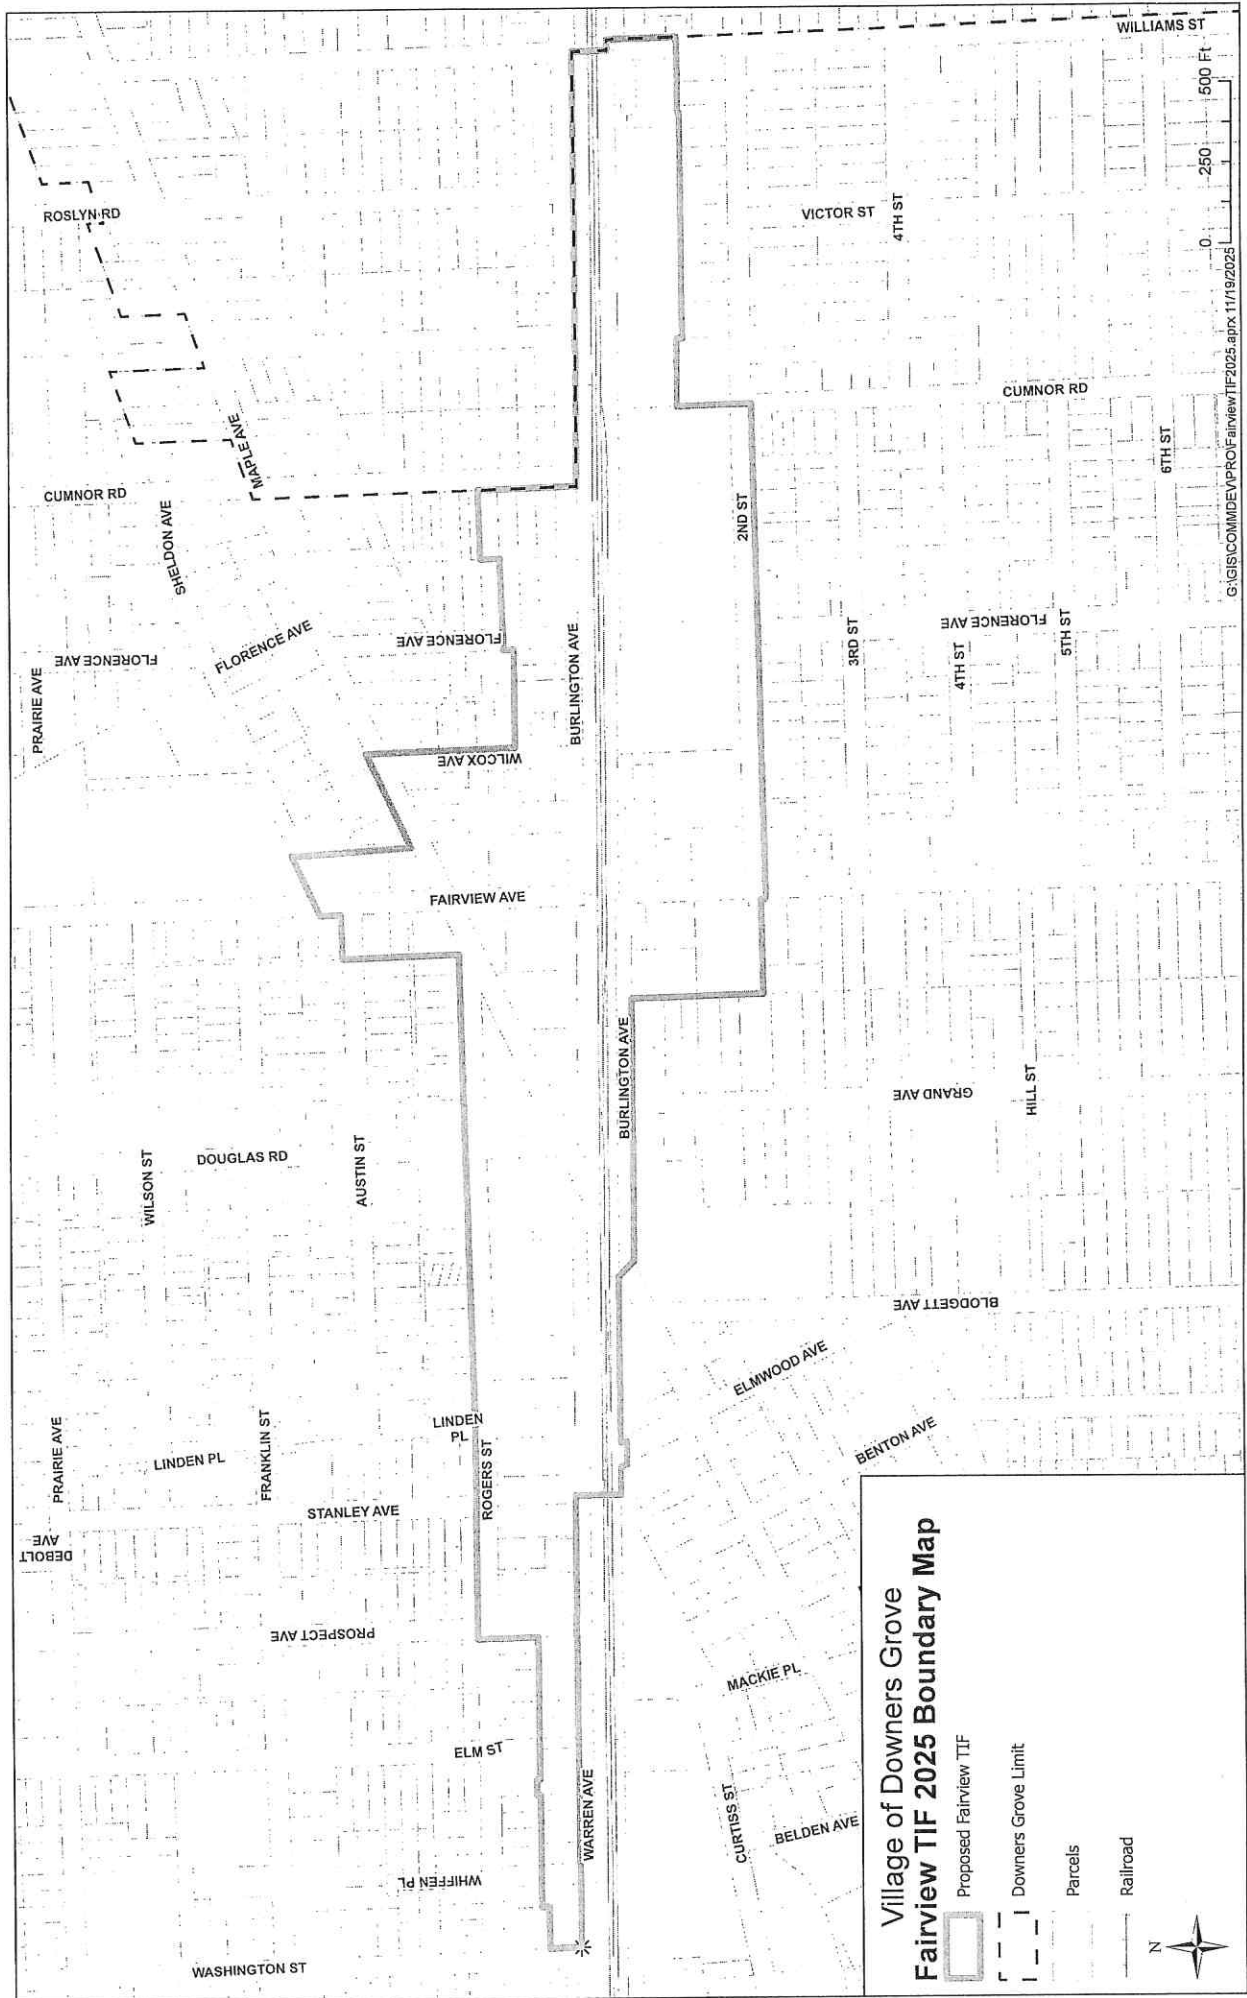 WASHINGTON ST
WHIFFEN PL
ELM ST
WARREN AVE
PROSPECT AVE
DEBOLT
AVE
PRAIRIE AVE
LINDEN PL
FRANKLIN ST
STANLEY AVE
LINDEN
PL
ROGERS ST
WILSON ST
DOUGLAS RD
AUSTIN ST
FAIRVIEW AVE
PRAIRIE AVE
FLORENCE AVE
FLORENCE AVE
FLORENCE AVE
WILCOX AVE
BURLINGTON AVE
SHELDON AVE
CUMNOR RD
MAPLE AVE
ROSLYN RD
BURLINGTON AVE
CURTISS ST
BELDEN AVE
MACKIE PL
ELMWOOD AVE
BENTON AVE
BLODGETT AVE
GRAND AVE
HILL ST
2ND ST
3RD ST
4TH ST
FLORENCE AVE
5TH ST
6TH ST
CUMNOR RD
VICTOR ST
4TH ST
WILLIAMS ST
Village of Downers Grove
Fairview TIF 2025 Boundary Map
Proposed Fairview TIF
Downers Grove Limit
Parcels
Railroad
N
0 250 500 Ft
G:\GIS\COMMDEV\PRO\FairviewTIF2025.aprx 11/19/2025